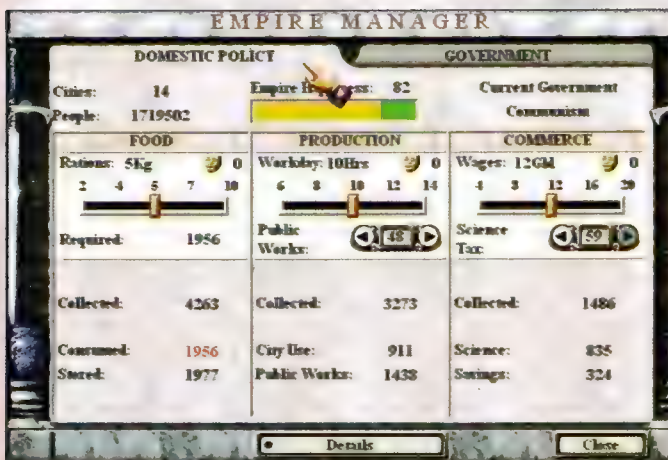 EMPIRE MANAGER
DOMESTIC POLICY
GOVERNMENT
Cities: 14
Empire Happiness: 82
Current Government
People: 1719502
Communism
FOOD
PRODUCTION
COMMERCE
Rations: 5Kg 0
Workday: 10Hrs 0
Wages: 12Gld 0
2 4 5 7 10
6 8 10 12 14
4 8 12 16 20
Required: 1956
Public Works: 48
Science Tax: 59
Collected: 4263
Collected: 3273
Collected: 1486
Consumed: 1956
City Use: 911
Science: 835
Stored: 1977
Public Works: 1438
Savings: 324
Details
Close